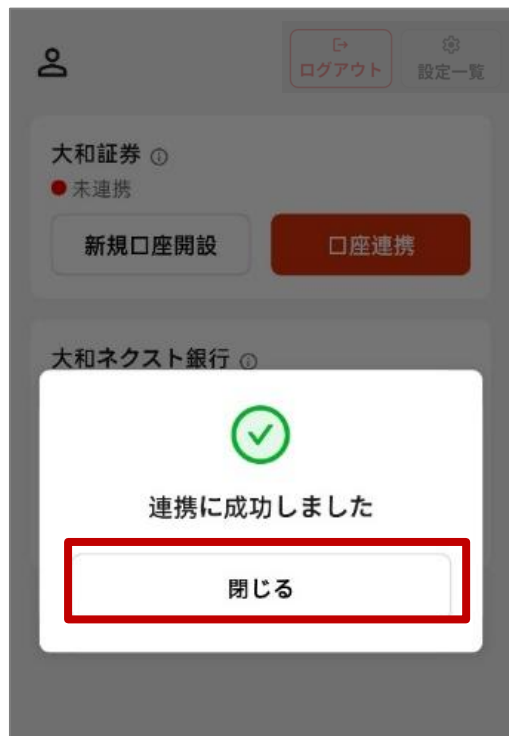 ログアウト
設定一覧
大和証券
未連携
新規口座開設
口座連携
大和ネクスト銀行
連携に成功しました
閉じる